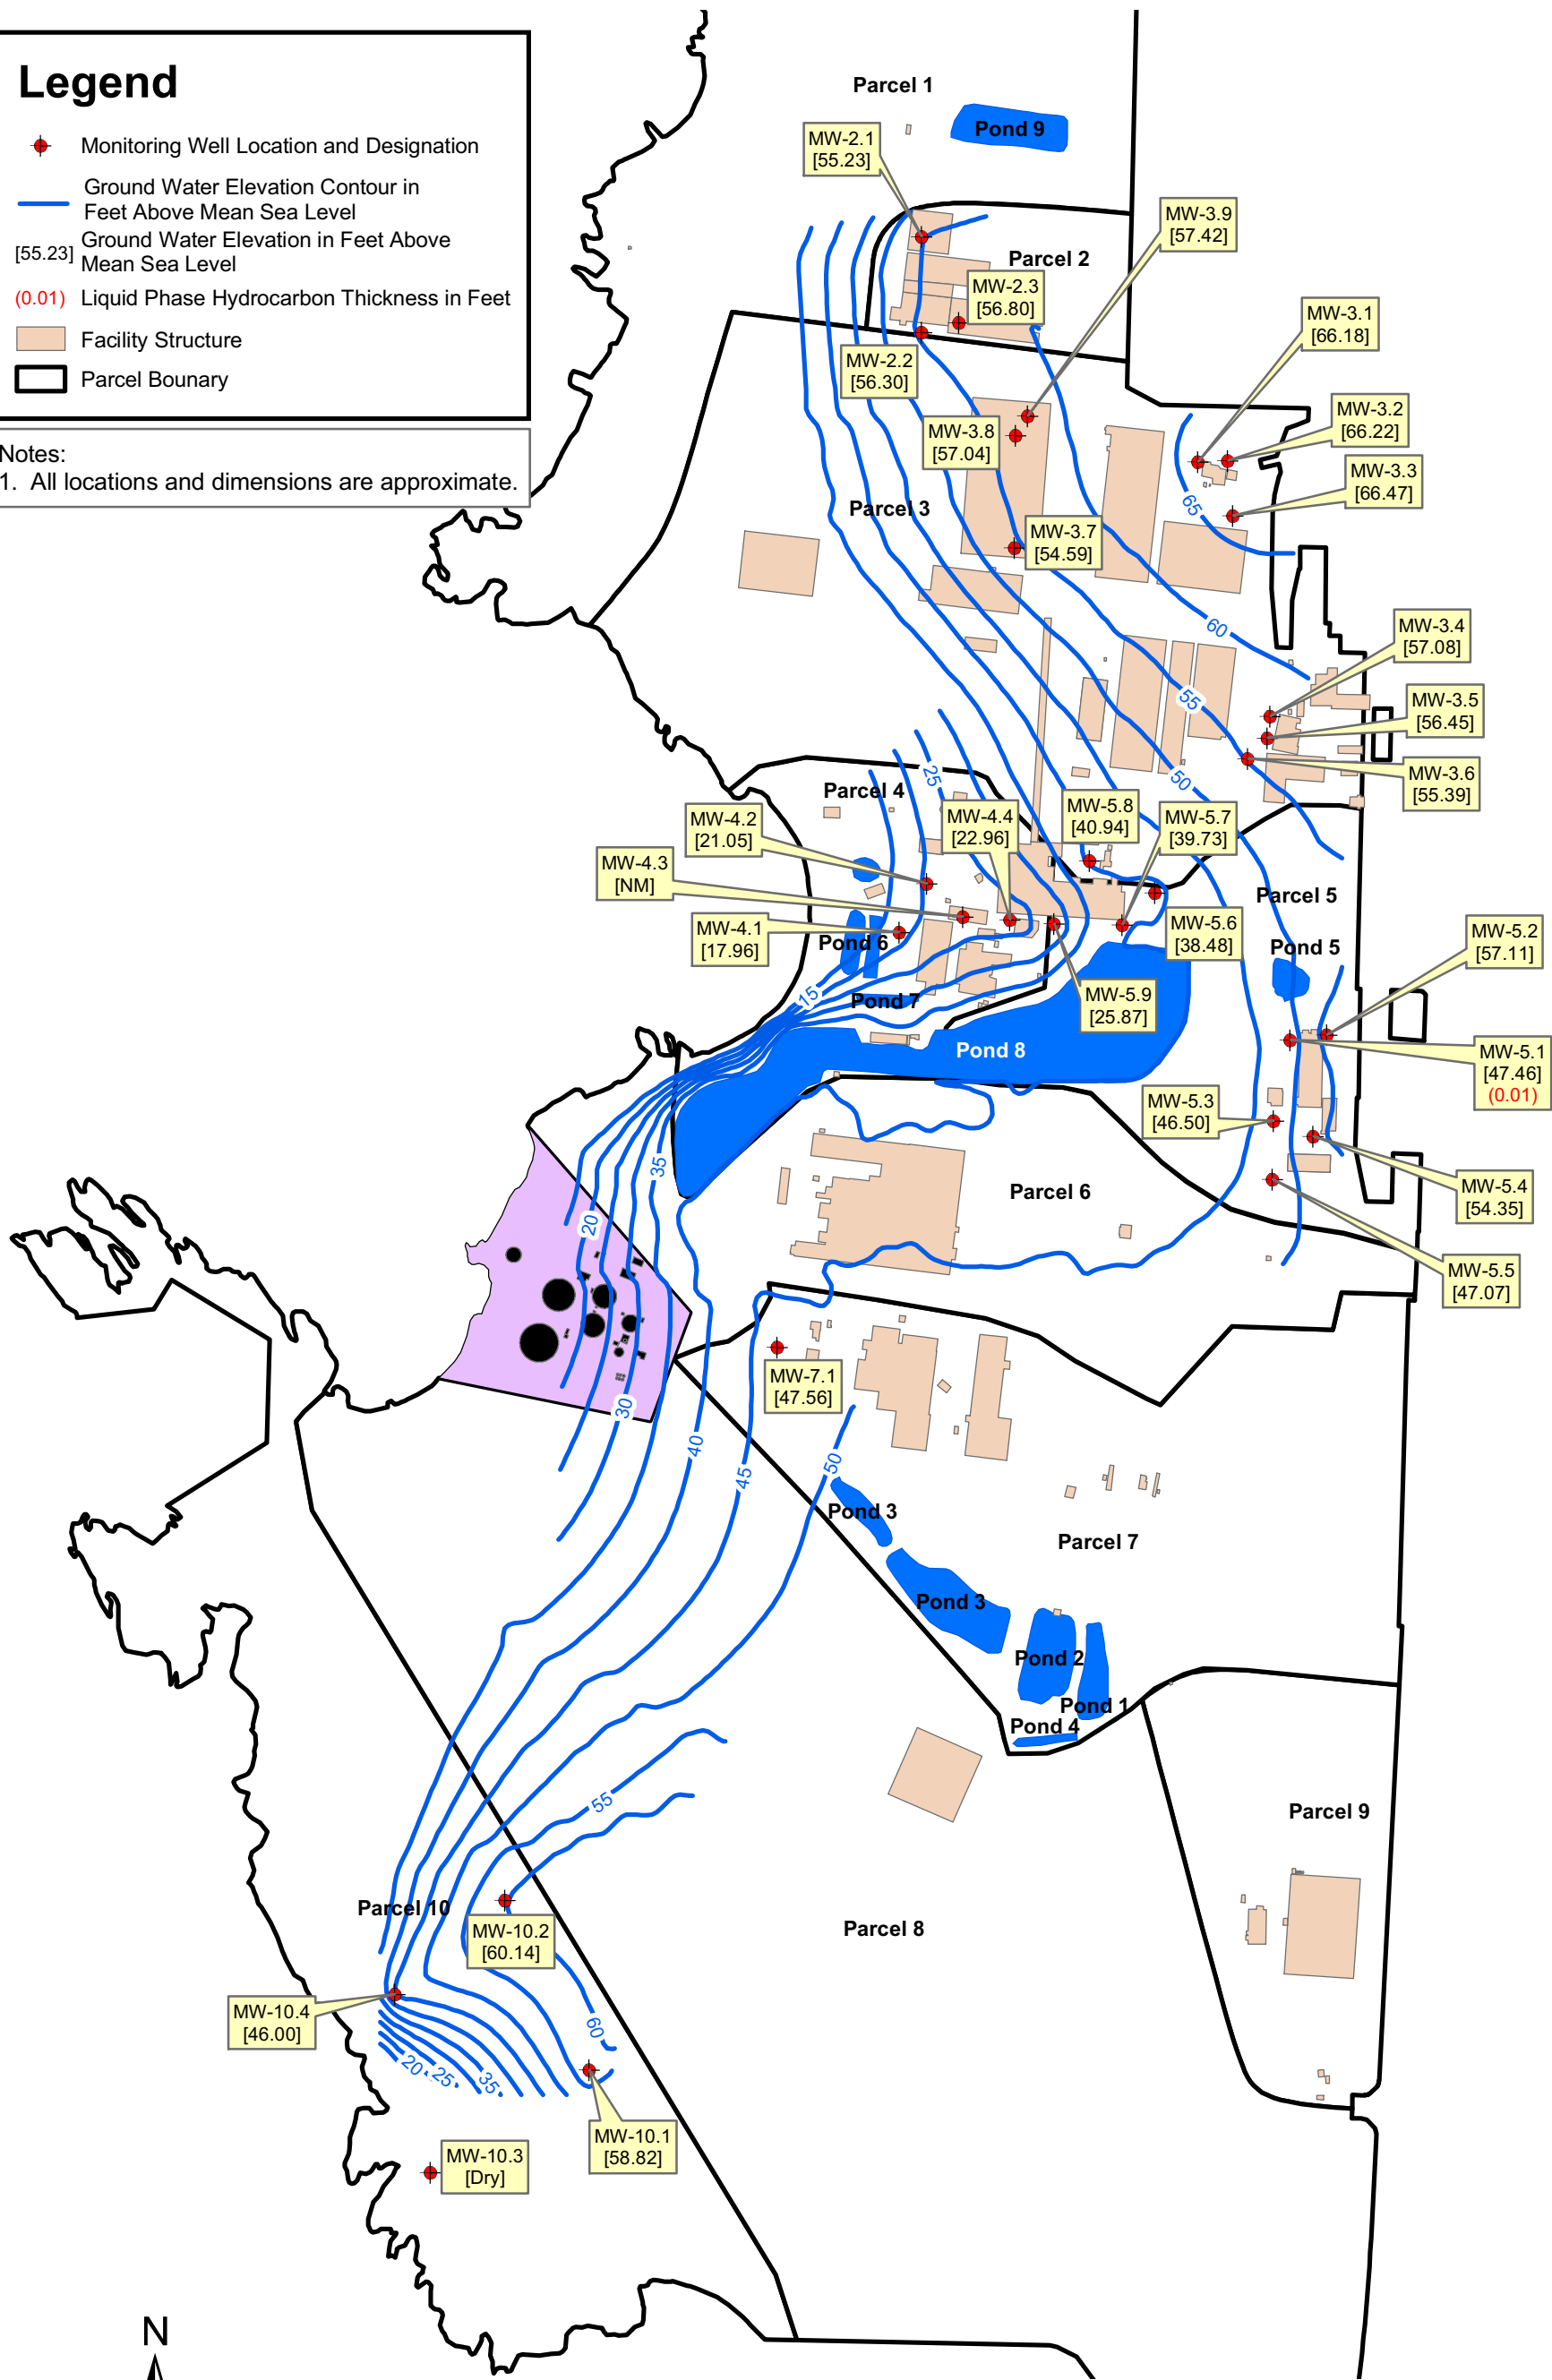 Legend
Monitoring Well Location and Designation
Ground Water Elevation Contour in
Feet Above Mean Sea Level
[55.23] Ground Water Elevation in Feet Above
Mean Sea Level
(0.01) Liquid Phase Hydrocarbon Thickness in Feet
Facility Structure
Parcel Bounary
Notes:
1. All locations and dimensions are approximate.
Parcel 1
Pond 9
MW-2.1
[55.23]
MW-3.9
[57.42]
Parcel 2
MW-2.3
[56.80]
MW-3.1
[66.18]
MW-2.2
[56.30]
MW-3.2
[66.22]
MW-3.8
[57.04]
MW-3.3
[66.47]
65
Parcel 3
MW-3.7
[54.59]
60
MW-3.4
[57.08]
55
MW-3.5
[56.45]
50
MW-3.6
[55.39]
25
Parcel 4
MW-4.2
[21.05]
MW-4.4
[22.96]
MW-5.8
[40.94]
MW-5.7
[39.73]
MW-4.3
[NM]
Parcel 5
MW-4.1
[17.96]
Pond 6
MW-5.6
[38.48]
Pond 5
MW-5.2
[57.11]
15
Pond 7
MW-5.9
[25.87]
Pond 8
MW-5.1
[47.46]
(0.01)
MW-5.3
[46.50]
35
Parcel 6
MW-5.4
[54.35]
20
MW-5.5
[47.07]
MW-7.1
[47.56]
30
40
45
50
Pond 3
Parcel 7
Pond 3
Pond 2
Pond 1
Pond 4
55
Parcel 9
Parcel 10
Parcel 8
MW-10.2
[60.14]
MW-10.4
[46.00]
60
20
25
35
MW-10.1
[58.82]
MW-10.3
[Dry]
N